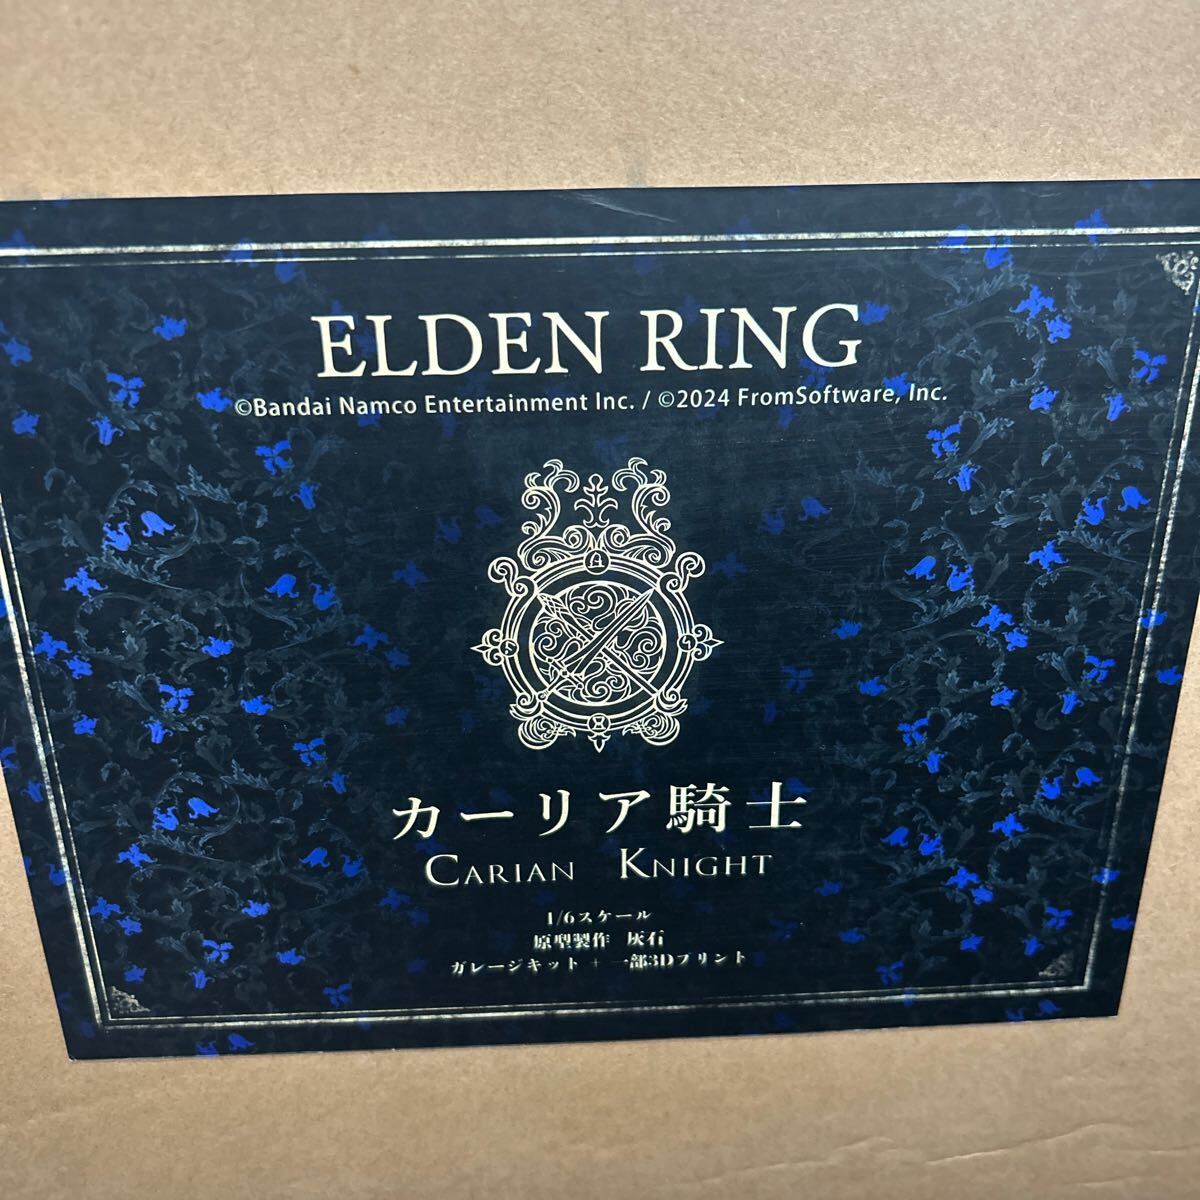 ELDEN RING
©Bandai Namco Entertainment Inc. / ©2024 FromSoftware, Inc.
カーリア騎士
CARIAN KNIGHT
1/6スケール
原型製作 灰石
ガレージキット + 一部3Dプリント